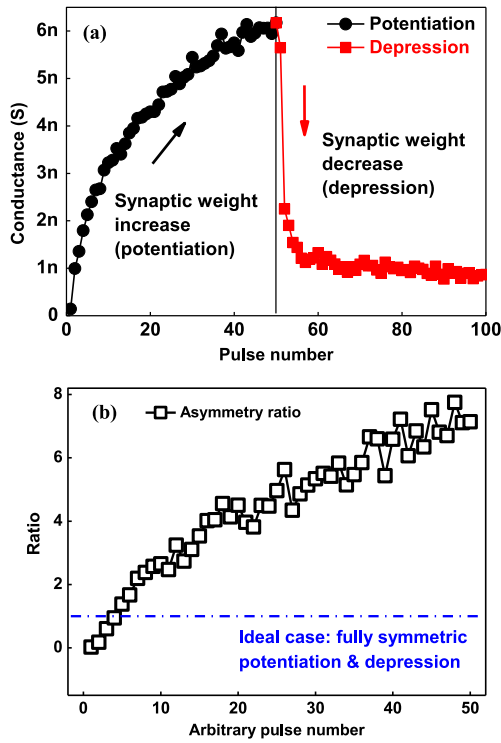 (a)
Potentiation
Depression
6n
5n
4n
3n
2n
1n
0
Conductance (S)
Synaptic weight
increase
(potentiation)
Synaptic weight
decrease
(depression)
0 20 40 60 80 100
Pulse number
(b)
Asymmetry ratio
8
6
4
2
0
Ratio
Ideal case: fully symmetric
potentiation & depression
0 10 20 30 40 50
Arbitrary pulse number